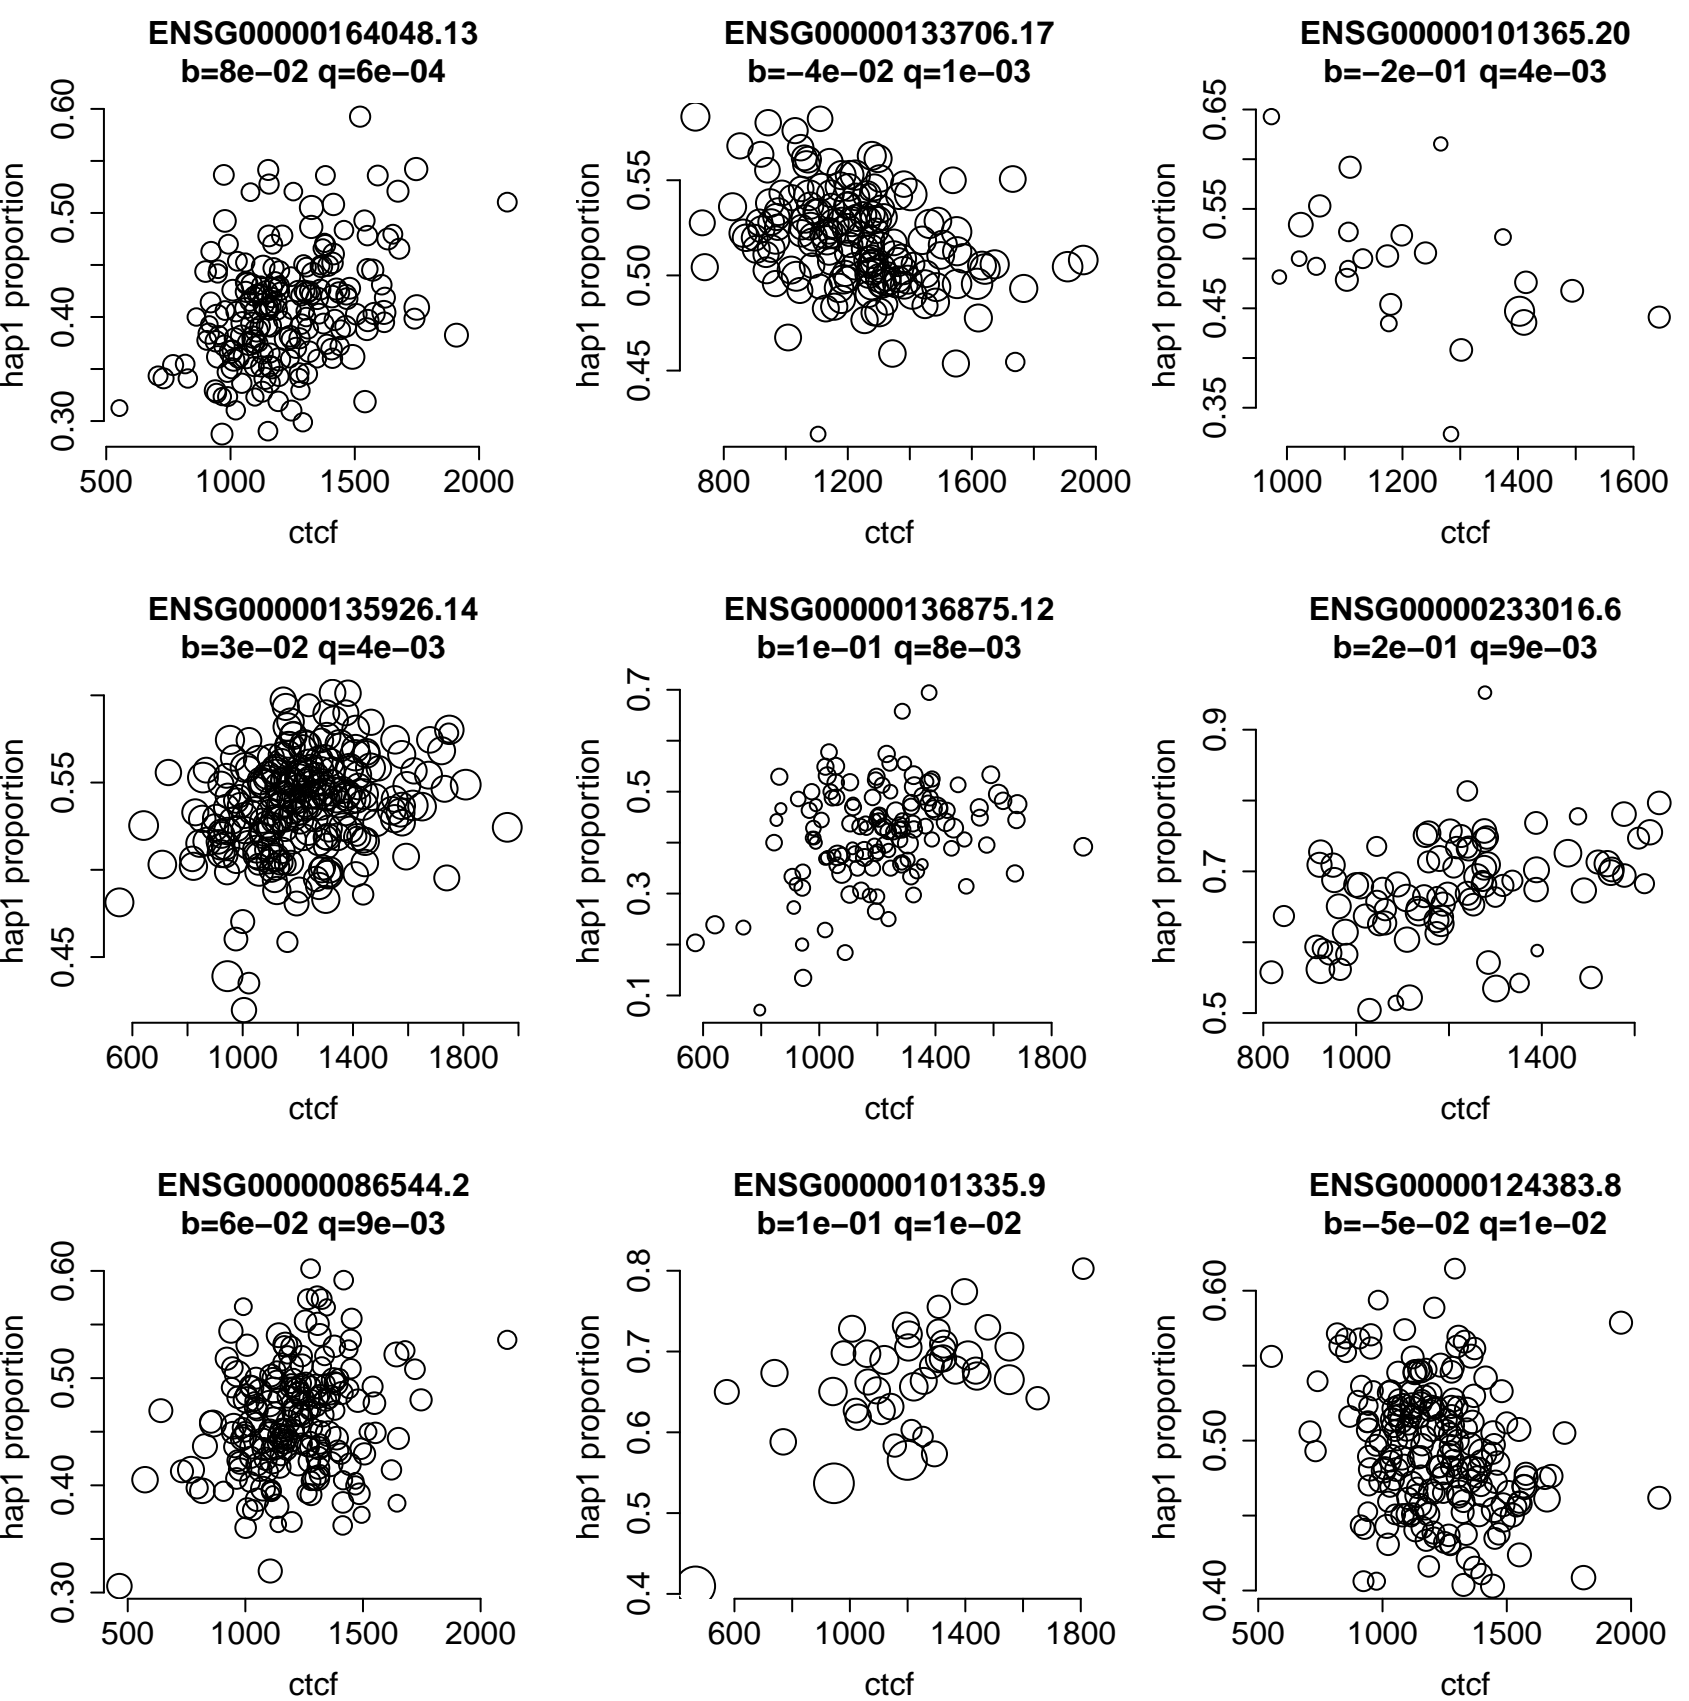 ENSG00000164048.13
b=8e−02 q=6e−04
hap1 proportion
0.30 0.40 0.50 0.60
500 1000 1500 2000
ctcf
ENSG00000133706.17
b=−4e−02 q=1e−03
hap1 proportion
0.45 0.50 0.55
800 1200 1600 2000
ctcf
ENSG00000101365.20
b=−2e−01 q=4e−03
hap1 proportion
0.35 0.45 0.55 0.65
1000 1200 1400 1600
ctcf
ENSG00000135926.14
b=3e−02 q=4e−03
hap1 proportion
0.45 0.55
600 1000 1400 1800
ctcf
ENSG00000136875.12
b=1e−01 q=8e−03
hap1 proportion
0.1 0.3 0.5 0.7
600 1000 1400 1800
ctcf
ENSG00000233016.6
b=2e−01 q=9e−03
hap1 proportion
0.5 0.7 0.9
800 1000 1400
ctcf
ENSG00000086544.2
b=6e−02 q=9e−03
hap1 proportion
0.30 0.40 0.50 0.60
500 1000 1500 2000
ctcf
ENSG00000101335.9
b=1e−01 q=1e−02
hap1 proportion
0.4 0.5 0.6 0.7 0.8
600 1000 1400 1800
ctcf
ENSG00000124383.8
b=−5e−02 q=1e−02
hap1 proportion
0.40 0.50 0.60
500 1000 1500 2000
ctcf